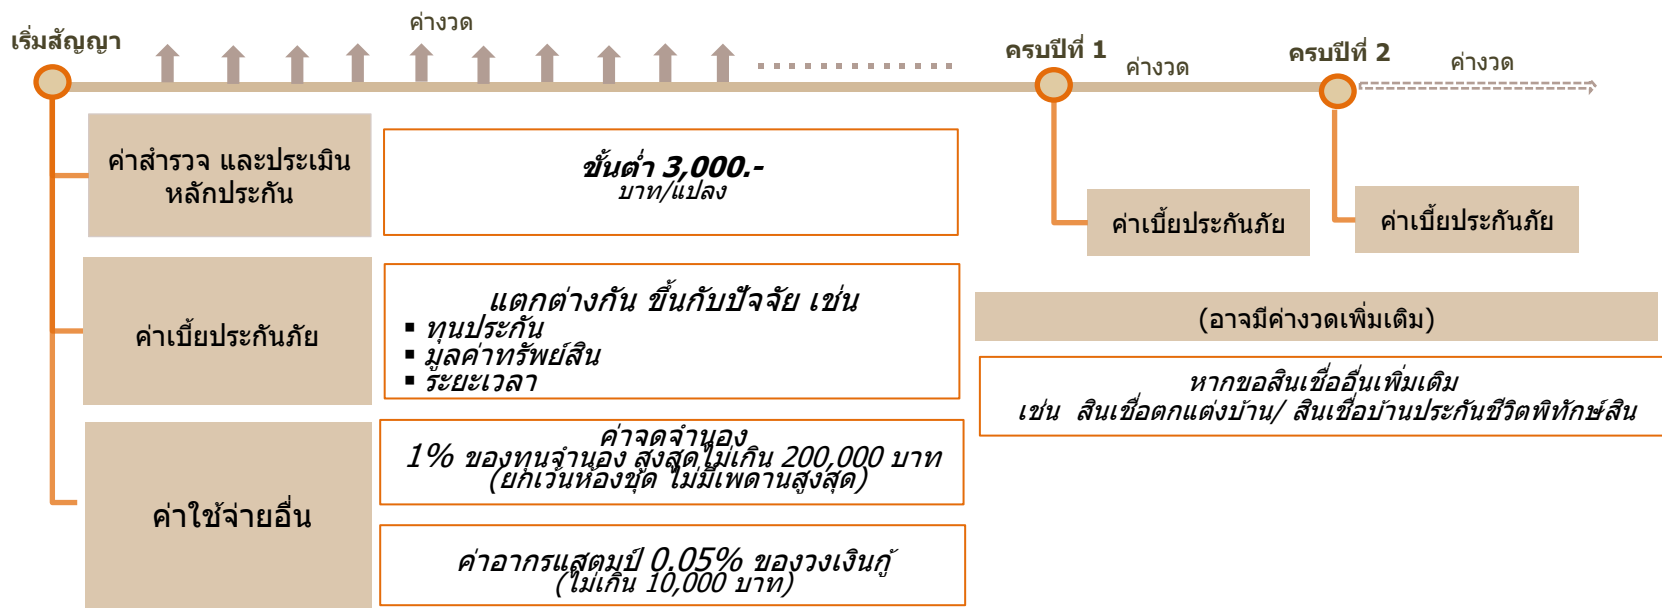 ค่างวด
เริ่มสัญญา
ครบปีที่ 1
ค่างวด
ครบปีที่ 2
ค่างวด
ค่าสำรวจ และประเมิน
หลักประกัน
ขั้นต่ำ 3,000.-
บาท/แปลง
ค่าเบี้ยประกันภัย
ค่าเบี้ยประกันภัย
ค่าเบี้ยประกันภัย
แตกต่างกัน ขึ้นกับปัจจัย เช่น
▪ ทุนประกัน
▪ มูลค่าทรัพย์สิน
▪ ระยะเวลา
(อาจมีค่างวดเพิ่มเติม)
หากขอสินเชื่ออื่นเพิ่มเติม
เช่น สินเชื่อตกแต่งบ้าน/ สินเชื่อบ้านประกันชีวิตพิทักษ์สิน
ค่าใช้จ่ายอื่น
ค่าจดจำนอง
1% ของทุนจำนอง สูงสุดไม่เกิน 200,000 บาท
(ยกเว้นห้องชุด ไม่มีเพดานสูงสุด)
ค่าอากรแสตมป์ 0.05% ของวงเงินกู้
(ไม่เกิน 10,000 บาท)